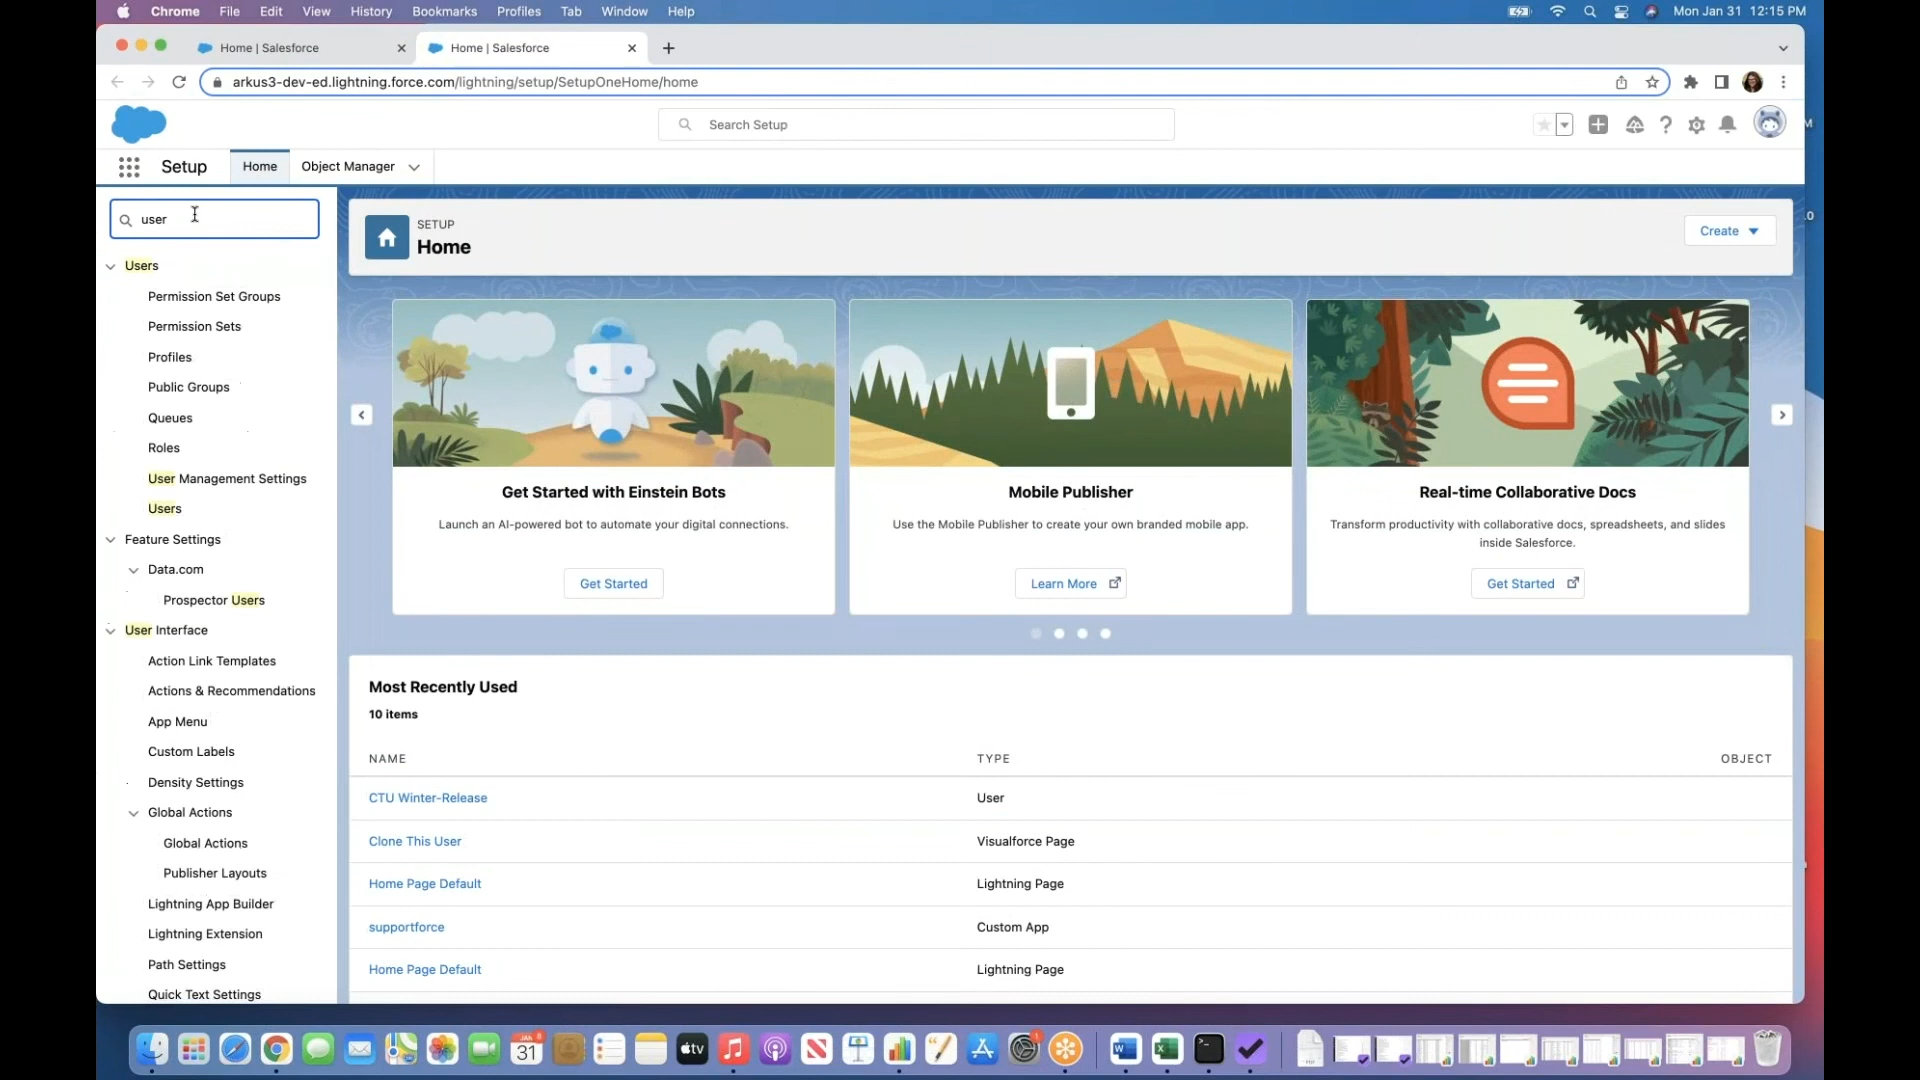 Chrome File Edit View History Bookmarks Profiles Tab Window Help Mon Jan 31 12:15 PM
Home | Salesforce Home | Salesforce
arkus3-dev-ed.lightning.force.com/lightning/setup/SetupOneHome/home
Search Setup
Setup Home Object Manager
user
Users
Permission Set Groups
Permission Sets
Profiles
Public Groups
Queues
Roles
User Management Settings
Users
Feature Settings
Data.com
Prospector Users
User Interface
Action Link Templates
Actions & Recommendations
App Menu
Custom Labels
Density Settings
Global Actions
Global Actions
Publisher Layouts
Lightning App Builder
Lightning Extension
Path Settings
Quick Text Settings
SETUP
Home
Create
Get Started with Einstein Bots
Launch an AI-powered bot to automate your digital connections.
Get Started
Mobile Publisher
Use the Mobile Publisher to create your own branded mobile app.
Learn More
Real-time Collaborative Docs
Transform productivity with collaborative docs, spreadsheets, and slides
inside Salesforce.
Get Started
Most Recently Used
10 items
NAME TYPE OBJECT
CTU Winter-Release User
Clone This User Visualforce Page
Home Page Default Lightning Page
supportforce Custom App
Home Page Default Lightning Page
JAN
31
tv